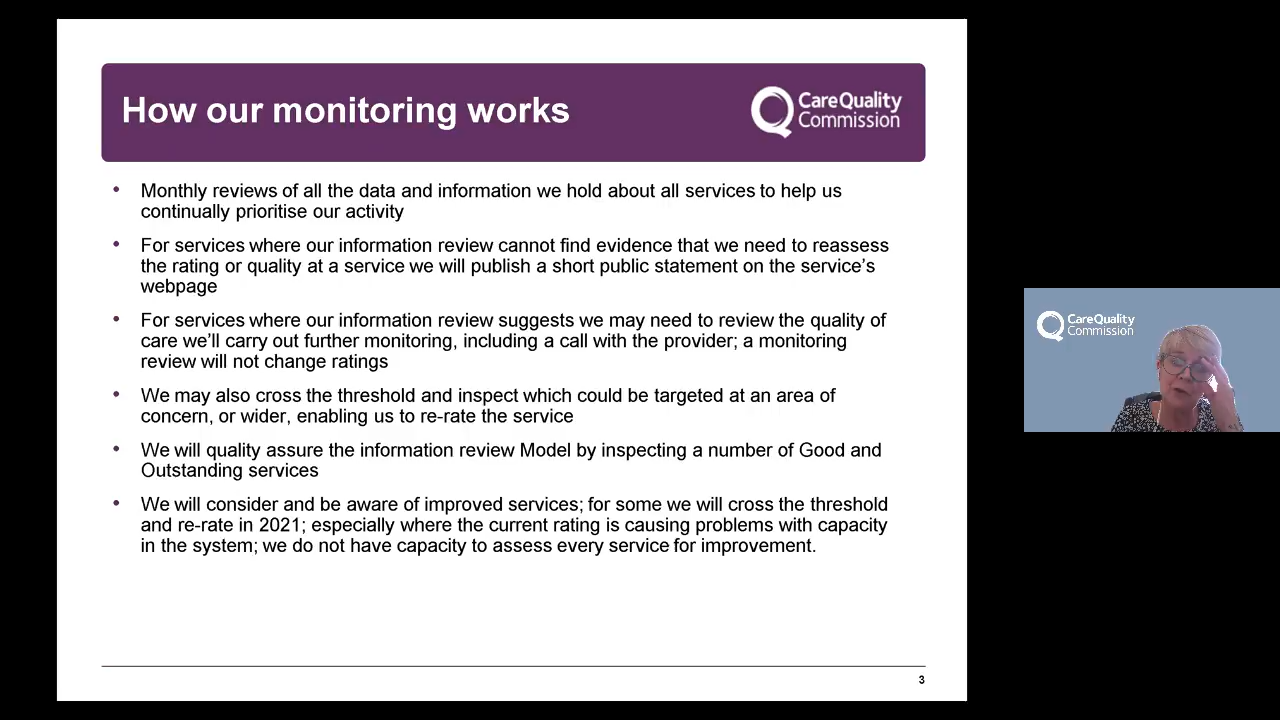 How our monitoring works
CareQuality
Commission
• Monthly reviews of all the data and information we hold about all services to help us
continually prioritise our activity
• For services where our information review cannot find evidence that we need to reassess
the rating or quality at a service we will publish a short public statement on the service's
webpage
• For services where our information review suggests we may need to review the quality of
care we'll carry out further monitoring, including a call with the provider; a monitoring
review will not change ratings
• We may also cross the threshold and inspect which could be targeted at an area of
concern, or wider, enabling us to re-rate the service
• We will quality assure the information review Model by inspecting a number of Good and
Outstanding services
• We will consider and be aware of improved services; for some we will cross the threshold
and re-rate in 2021; especially where the current rating is causing problems with capacity
in the system; we do not have capacity to assess every service for improvement.
3
CareQuality
Commission